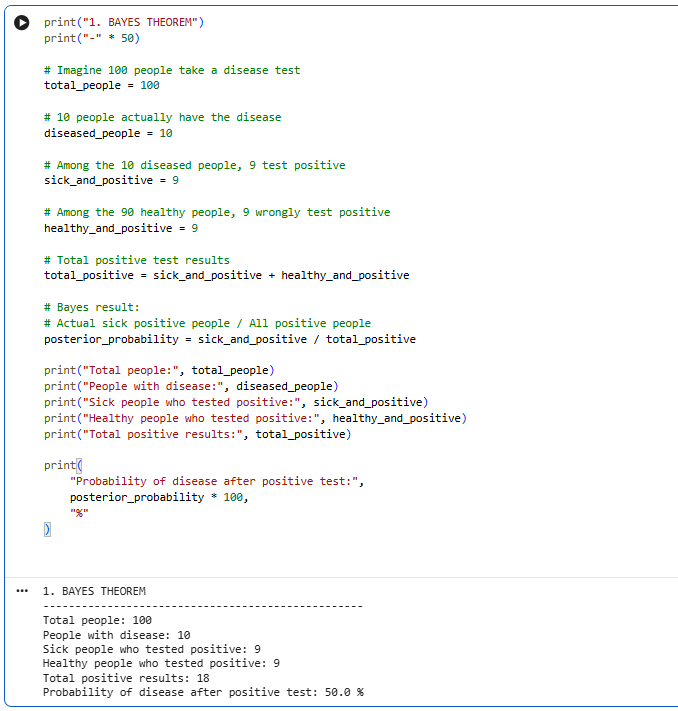 print("1. BAYES THEOREM")
print("-" * 50)
# Imagine 100 people take a disease test
total_people = 100
# 10 people actually have the disease
diseased_people = 10
# Among the 10 diseased people, 9 test positive
sick_and_positive = 9
# Among the 90 healthy people, 9 wrongly test positive
healthy_and_positive = 9
# Total positive test results
total_positive = sick_and_positive + healthy_and_positive
# Bayes result:
# Actual sick positive people / All positive people
posterior_probability = sick_and_positive / total_positive
print("Total people:", total_people)
print("People with disease:", diseased_people)
print("Sick people who tested positive:", sick_and_positive)
print("Healthy people who tested positive:", healthy_and_positive)
print("Total positive results:", total_positive)
print(
    "Probability of disease after positive test:",
    posterior_probability * 100,
    "%"
)
1. BAYES THEOREM
--------------------------------------------------
Total people: 100
People with disease: 10
Sick people who tested positive: 9
Healthy people who tested positive: 9
Total positive results: 18
Probability of disease after positive test: 50.0 %